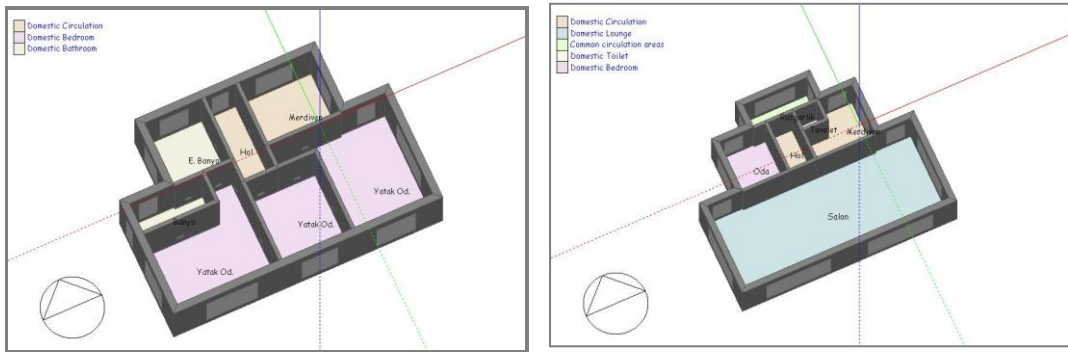 Domestic Circulation
Domestic Bedroom
Domestic Bathroom
Merdiven
Hol
E. Banyo
Yatak Od.
Banyo
Yatak Od.
Yatak Od.
Domestic Circulation
Domestic Lounge
Common circulation areas
Domestic Toilet
Domestic Bedroom
Rüzgarlık
Tuvalet
Merdiven
Hol
Oda
Salon